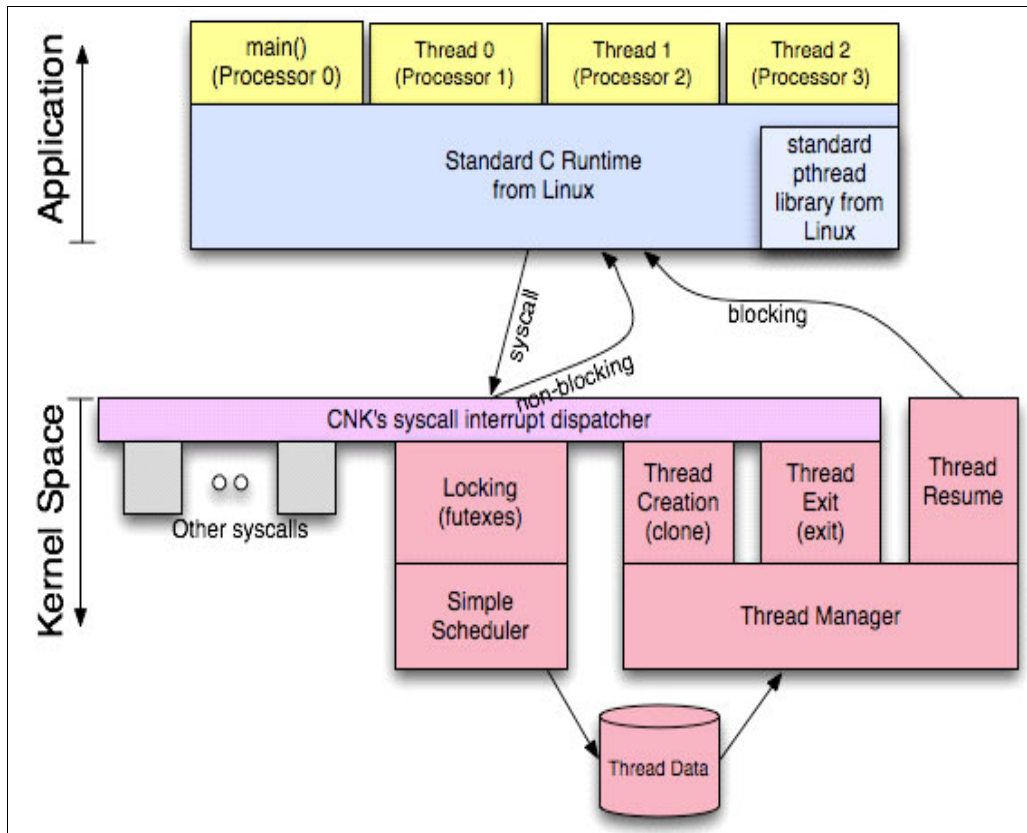 Application
main()
(Processor 0)
Thread 0
(Processor 1)
Thread 1
(Processor 2)
Thread 2
(Processor 3)
Standard C Runtime
from Linux
standard
pthread
library from
Linux
syscall
non-blocking
blocking
Kernel Space
CNK's syscall interrupt dispatcher
Other syscalls
Locking
(futexes)
Thread
Creation
(clone)
Thread
Exit
(exit)
Thread
Resume
Simple
Scheduler
Thread Manager
Thread Data